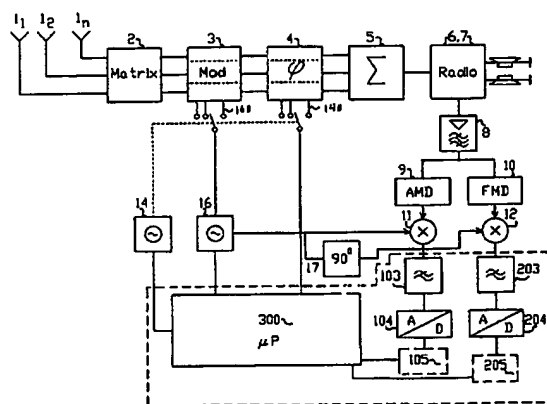 1₁ 1₂ 1ₙ
2 3 4 5 6,7
Matrix Mod φ Σ Radio
160 140
8
9 10
AMD FMD
14 16 11 12
17 90°
103 203
300
μP
104 A D A D 204
105 205